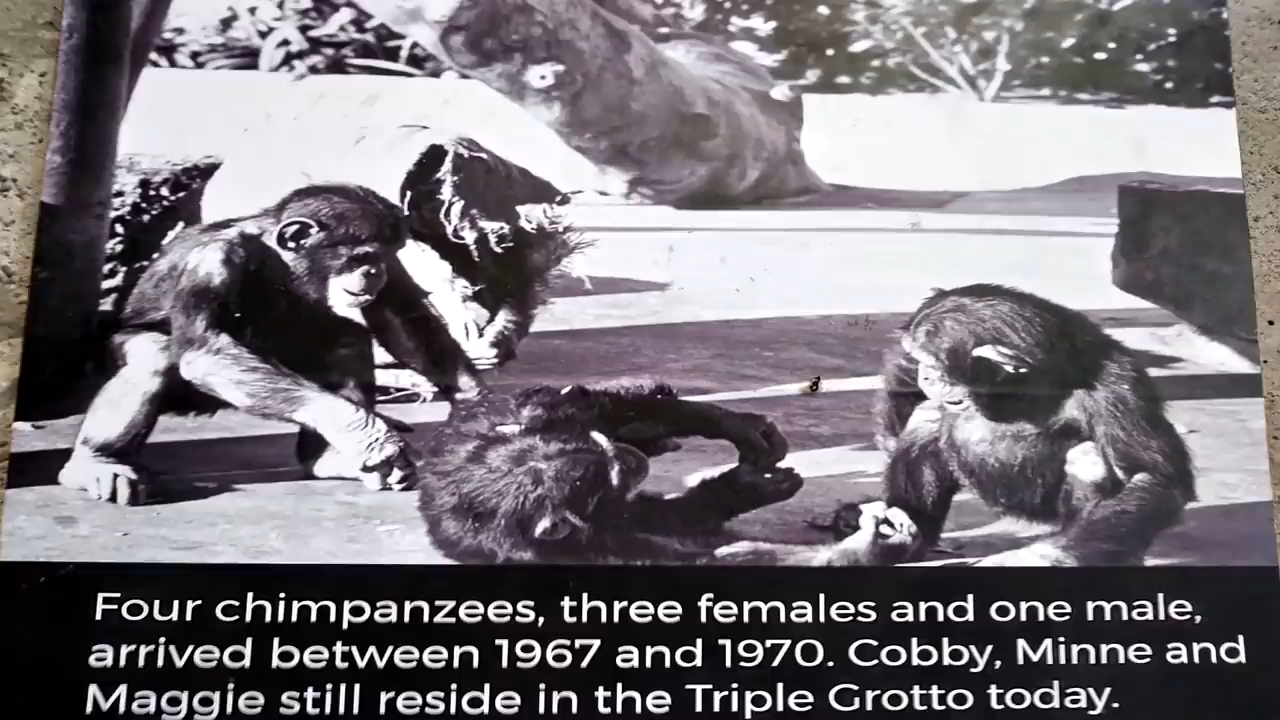 Four chimpanzees, three females and one male,
arrived between 1967 and 1970. Cobby, Minne and
Maggie still reside in the Triple Grotto today.